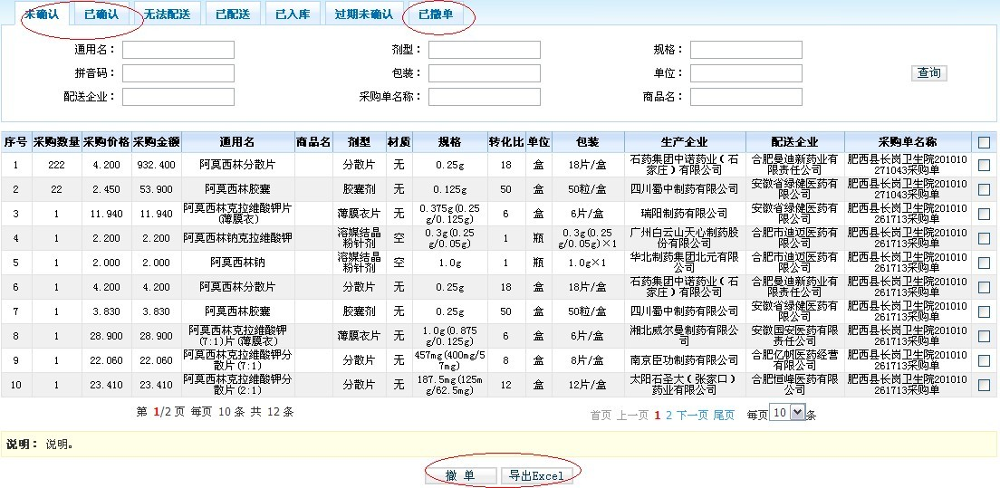 未确认 已确认 无法配送 已配送 已入库 过期未确认 已撤单
通用名： 剂型： 规格：
拼音码： 包装： 单位： 查询
配送企业： 采购单名称： 商品名：
序号 采购数量 采购价格 采购金额 通用名 商品名 剂型 材质 规格 转化比 单位 包装 生产企业 配送企业 采购单名称
1 222 4.200 932.400 阿莫西林分散片 分散片 无 0.25g 18 盒 18片/盒 石药集团中诺药业(石家庄)有限公司 合肥曼迪新药业有限责任公司 肥西县长岗卫生院201010271043采购单
2 22 2.450 53.900 阿莫西林胶囊 胶囊剂 无 0.125g 50 盒 50粒/盒 四川蜀中制药有限公司 安徽省绿健医药有限公司 肥西县长岗卫生院201010271043采购单
3 1 11.940 11.940 阿莫西林克拉维酸钾片(薄膜衣) 薄膜衣片 无 0.375g(0.25g/0.125g) 6 盒 6片/盒 瑞阳制药有限公司 安徽省绿健医药有限公司 肥西县长岗卫生院201010261713采购单
4 1 2.200 2.200 阿莫西林钠克拉维酸钾 溶媒结晶粉针剂 空 0.3g(0.25g/0.05g) 1 瓶 0.3g(0.25g/0.05g)×1 广州白云山天心制药股份有限公司 合肥市迪迈医药有限公司 肥西县长岗卫生院201010261713采购单
5 1 2.000 2.000 阿莫西林钠 溶媒结晶粉针剂 空 1.0g 1 瓶 1.0g×1 华北制药集团北元有限公司 合肥市迪迈医药有限公司 肥西县长岗卫生院201010261713采购单
6 1 4.200 4.200 阿莫西林分散片 分散片 无 0.25g 18 盒 18片/盒 石药集团中诺药业(石家庄)有限公司 合肥曼迪新药业有限责任公司 肥西县长岗卫生院201010261713采购单
7 1 3.830 3.830 阿莫西林分散片 胶囊剂 无 0.25g 50 盒 50粒/盒 四川蜀中制药有限公司 安徽省绿健医药有限公司 肥西县长岗卫生院201010261713采购单
8 1 28.900 28.900 阿莫西林克拉维酸钾(7:1)片(薄膜衣) 薄膜衣片 无 1.0g(0.875g/0.125g) 6 盒 6片/盒 湘北威尔曼制药有限公司 安徽国安医药有限责任公司 肥西县长岗卫生院201010261713采购单
9 1 22.060 22.060 阿莫西林克拉维酸钾分散片(7:1) 分散片 无 457mg(400mg/57mg) 8 盒 8片/盒 南京臣功制药有限公司 合肥亿帆医药经营有限公司 肥西县长岗卫生院201010261713采购单
10 1 23.410 23.410 阿莫西林克拉维酸钾分散片(2:1) 分散片 无 187.5mg(125mg/62.5mg) 12 盒 12片/盒 太阳石圣大(张家口)药业有限公司 合肥恒峰医药有限公司 肥西县长岗卫生院201010261713采购单
第 1/2 页 每页 10 条 共 12 条 首页 上一页 1 2 下一页 尾页 每页 10 条
说明： 说明。
撤 单 导出Excel